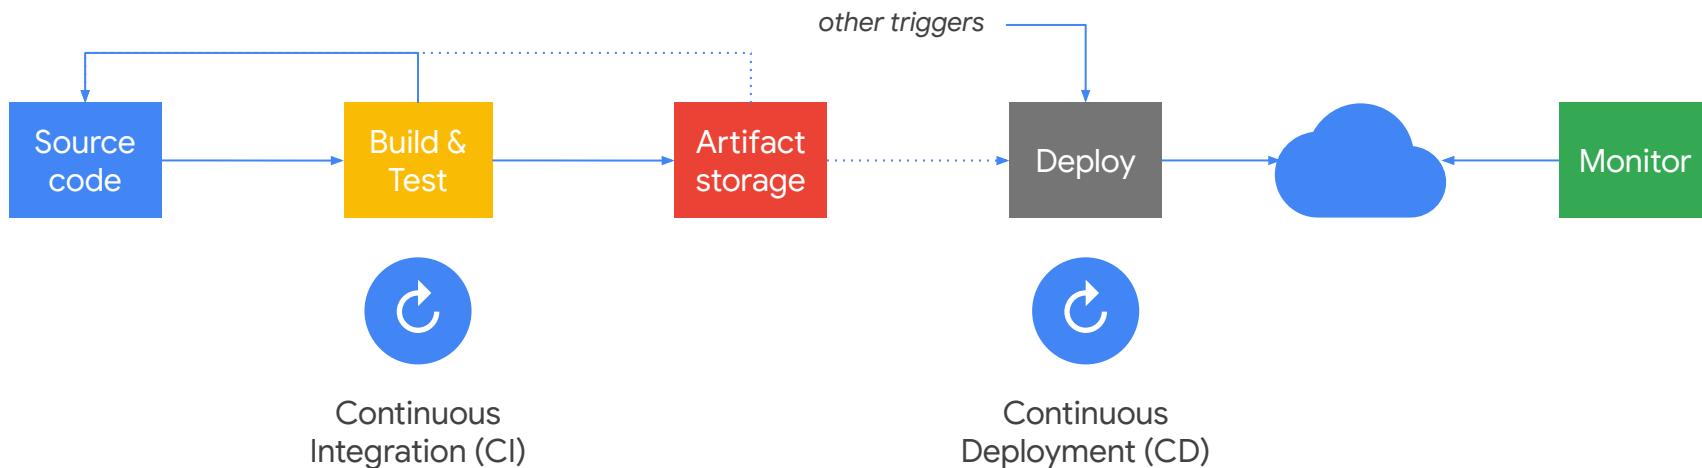 other triggers
Source
code
Build &
Test
Artifact
storage
Deploy
Monitor
Continuous
Integration (CI)
Continuous
Deployment (CD)